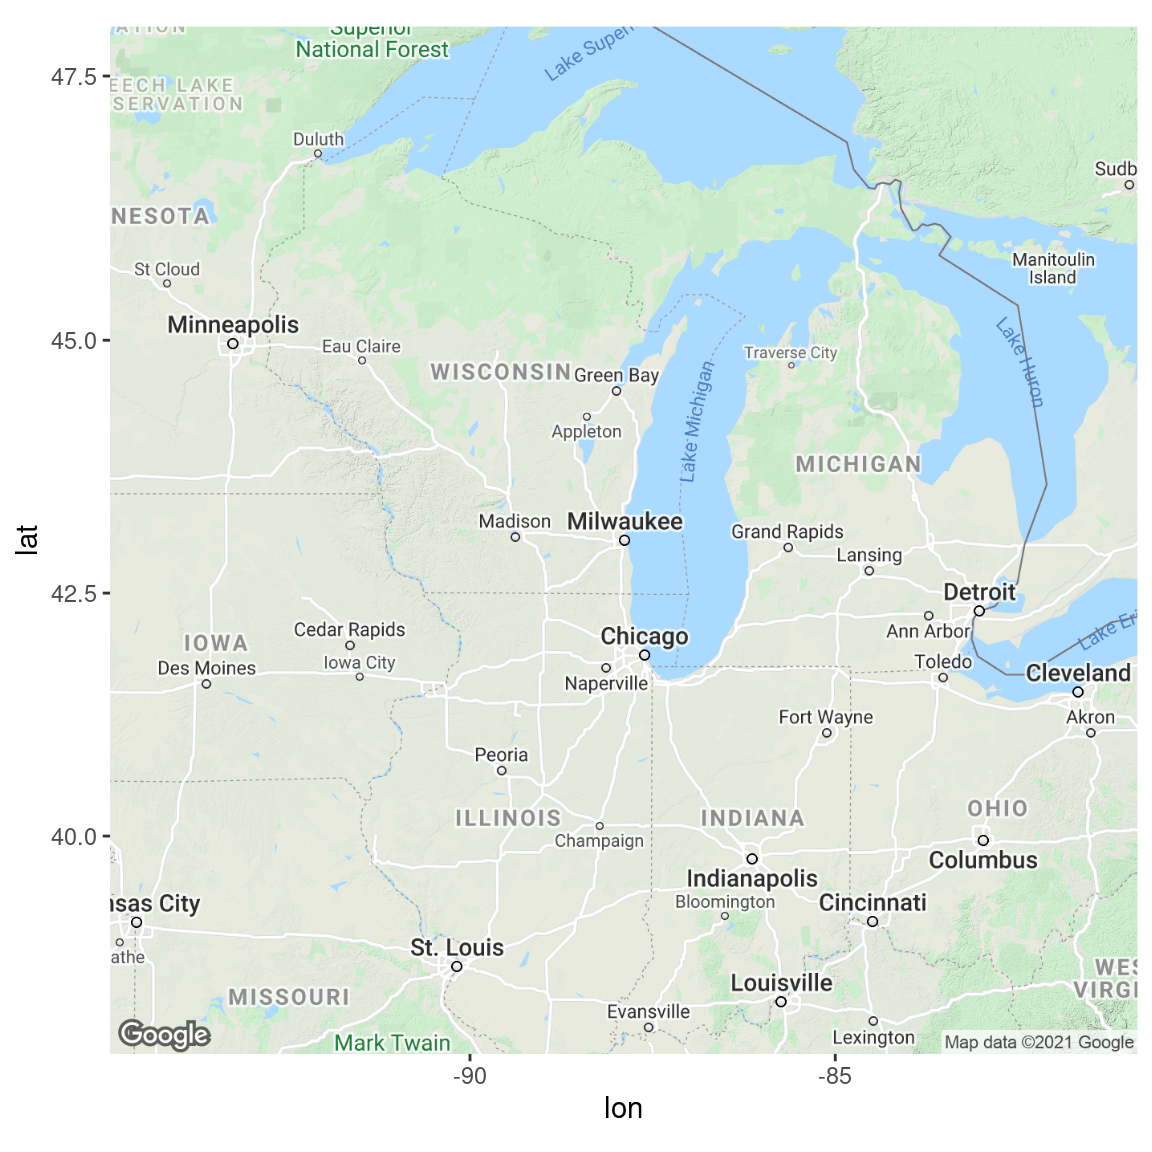 ATION
Superior
National Forest
Lake Superi
47.5
EECH LAKE
SERVATION
Duluth
Sudb
NESOTA
St Cloud
Manitoulin
Island
Minneapolis
45.0
Eau Claire
Traverse City
Lake Huron
WISCONSIN
Green Bay
Lake Michigan
Appleton
MICHIGAN
Madison
Milwaukee
Grand Rapids
Lansing
lat
42.5
Detroit
Cedar Rapids
Ann Arbor
Lake Eri
IOWA
Chicago
Des Moines
Iowa City
Naperville
Toledo
Cleveland
Fort Wayne
Akron
Peoria
ILLINOIS
INDIANA
OHIO
40.0
Champaign
Columbus
Indianapolis
nsas City
Bloomington
Cincinnati
athe
St. Louis
WES
VIRGI
MISSOURI
Louisville
Evansville
Google
Mark Twain
Lexington
Map data ©2021 Google
-90
-85
lon